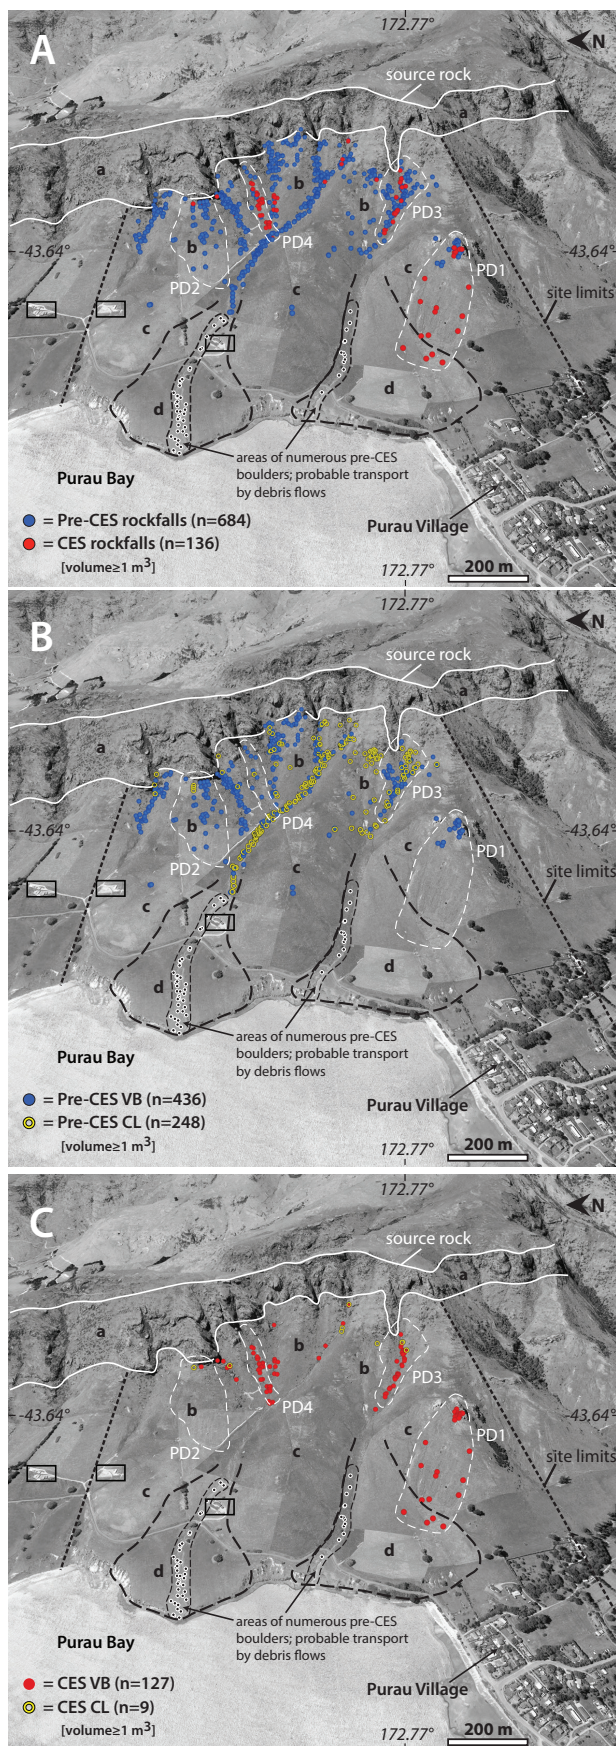 A
172.77°
N
source rock
a
a
b
b
b
PD3
PD4
-43.64°
-43.64°
PD2
c
c
c
PD1
site limits
d
d
areas of numerous pre-CES
boulders; probable transport
by debris flows
Purau Bay
Purau Village
= Pre-CES rockfalls (n=684)
= CES rockfalls (n=136)
[volume≥1 m³]
172.77°
200 m
B
172.77°
N
source rock
a
a
b
b
b
PD3
PD4
-43.64°
-43.64°
PD2
c
c
c
PD1
site limits
d
d
areas of numerous pre-CES
boulders; probable transport
by debris flows
Purau Bay
Purau Village
= Pre-CES VB (n=436)
= Pre-CES CL (n=248)
[volume≥1 m³]
172.77°
200 m
C
172.77°
N
source rock
a
a
b
b
b
PD3
PD4
-43.64°
-43.64°
PD2
c
c
c
PD1
site limits
d
d
areas of numerous pre-CES
boulders; probable transport
by debris flows
Purau Bay
Purau Village
= CES VB (n=127)
= CES CL (n=9)
[volume≥1 m³]
200 m